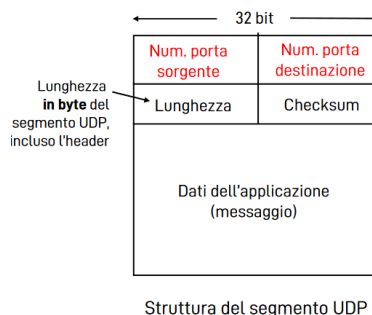 32 bit
Num. porta
sorgente
Num. porta
destinazione
Lunghezza
in byte del
segmento UDP,
incluso l'header
Lunghezza
Checksum
Dati dell'applicazione
(messaggio)
Struttura del segmento UDP